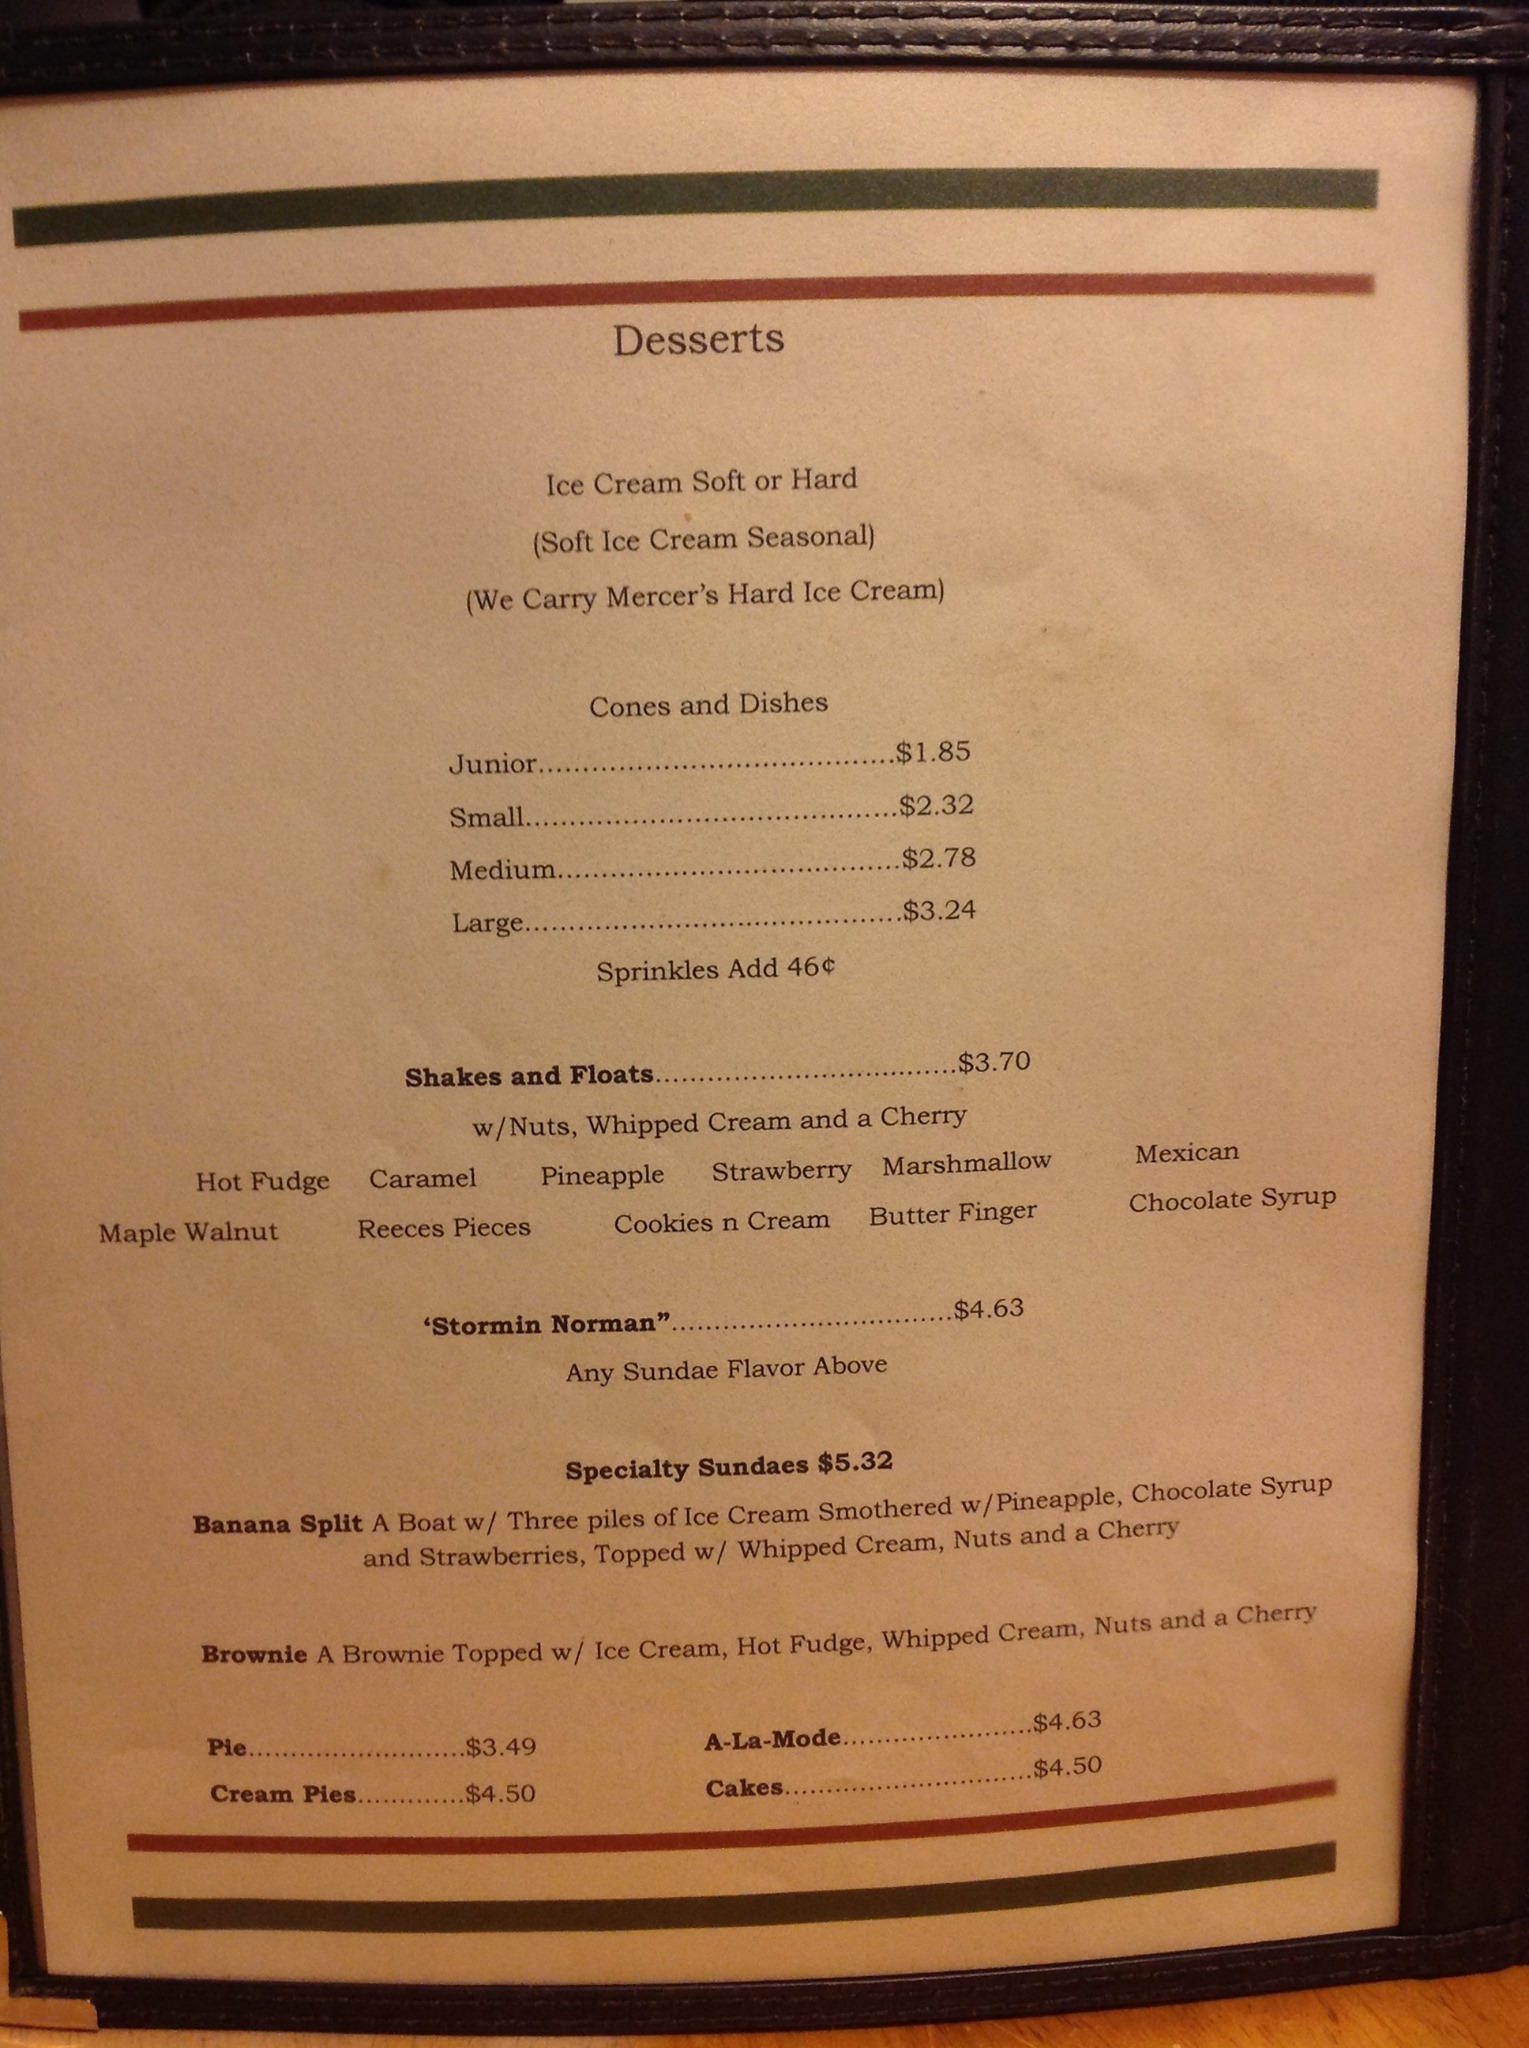 Desserts
Ice Cream Soft or Hard
(Soft Ice Cream Seasonal)
(We Carry Mercer's Hard Ice Cream)
Cones and Dishes
Junior........................................$1.85
Small..........................................$2.32
Medium.......................................$2.78
Large...........................................$3.24
Sprinkles Add 46¢
Shakes and Floats..................................$3.70
w/Nuts, Whipped Cream and a Cherry
Hot Fudge Caramel Pineapple Strawberry Marshmallow Mexican
Maple Walnut Reeces Pieces Cookies n Cream Butter Finger Chocolate Syrup
‘Stormin Norman”................................$4.63
Any Sundae Flavor Above
Specialty Sundaes $5.32
Banana Split A Boat w/ Three piles of Ice Cream Smothered w/Pineapple, Chocolate Syrup
and Strawberries, Topped w/ Whipped Cream, Nuts and a Cherry
Brownie A Brownie Topped w/ Ice Cream, Hot Fudge, Whipped Cream, Nuts and a Cherry
Pie.........................$3.49 A-La-Mode......................$4.63
Cream Pies............$4.50 Cakes.............................$4.50